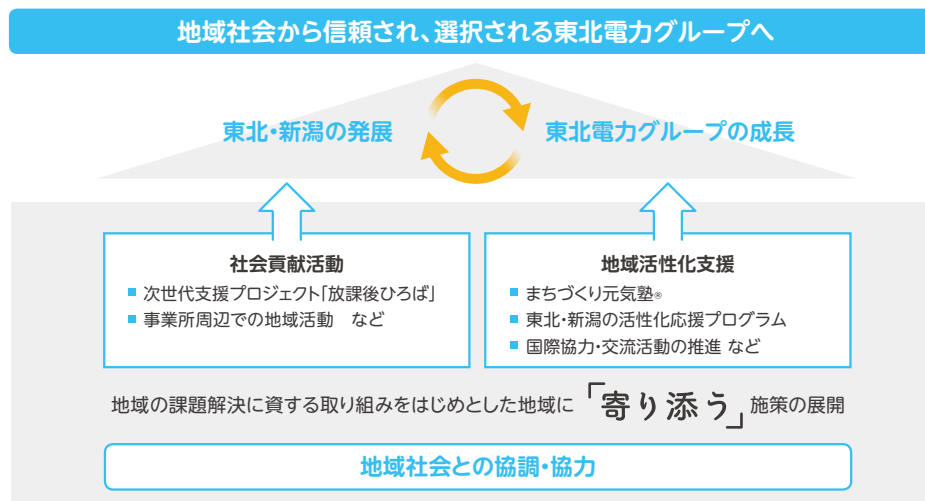 地域社会から信頼され、選択される東北電力グループへ
東北・新潟の発展
東北電力グループの成長
社会貢献活動
次世代支援プロジェクト「放課後ひろば」
事業所周辺での地域活動　など
地域活性化支援
まちづくり元気塾®
東北・新潟の活性化応援プログラム
国際協力・交流活動の推進 など
地域の課題解決に資する取り組みをはじめとした地域に「寄り添う」施策の展開
地域社会との協調・協力